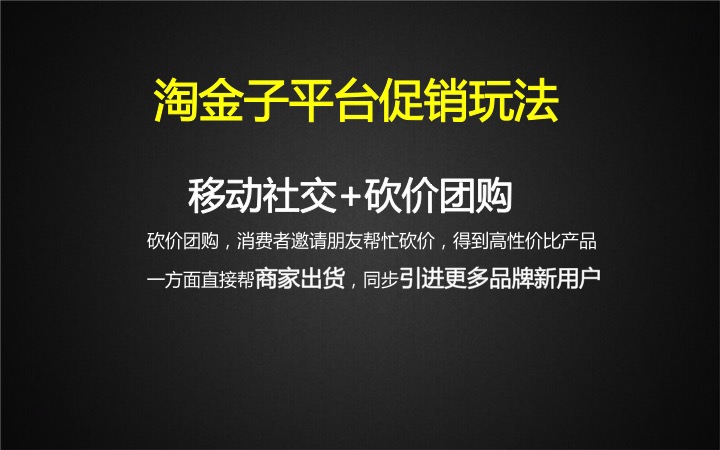 淘金子平台促销玩法
移动社交+砍价团购
砍价团购，消费者邀请朋友帮忙砍价，得到高性价比产品
一方面直接帮商家出货，同步引进更多品牌新用户